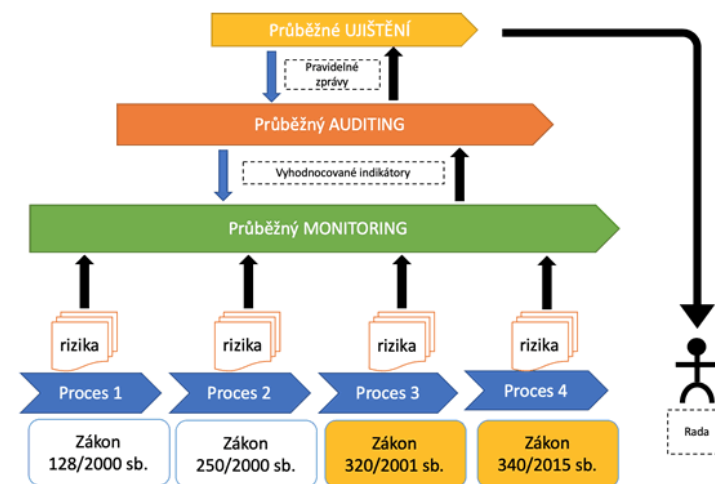 Průběžné UJIŠTĚNÍ
Pravidelné
zprávy
Průběžný AUDITING
Vyhodnocované indikátory
Průběžný MONITORING
rizika
rizika
rizika
rizika
Proces 1
Proces 2
Proces 3
Proces 4
Rada
Zákon
128/2000 sb.
Zákon
250/2000 sb.
Zákon
320/2001 sb.
Zákon
340/2015 sb.